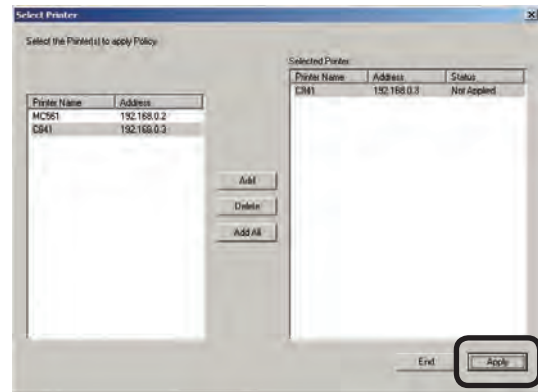 Select Printer
Select the Printer(s) to apply Policy.
Selected Printer:
Printer Name Address Status
C841 192.168.0.3 Not Applied
Printer Name Address
MC561 192.168.0.2
C841 192.168.0.3
Add
Delete
Add All
End
Apply